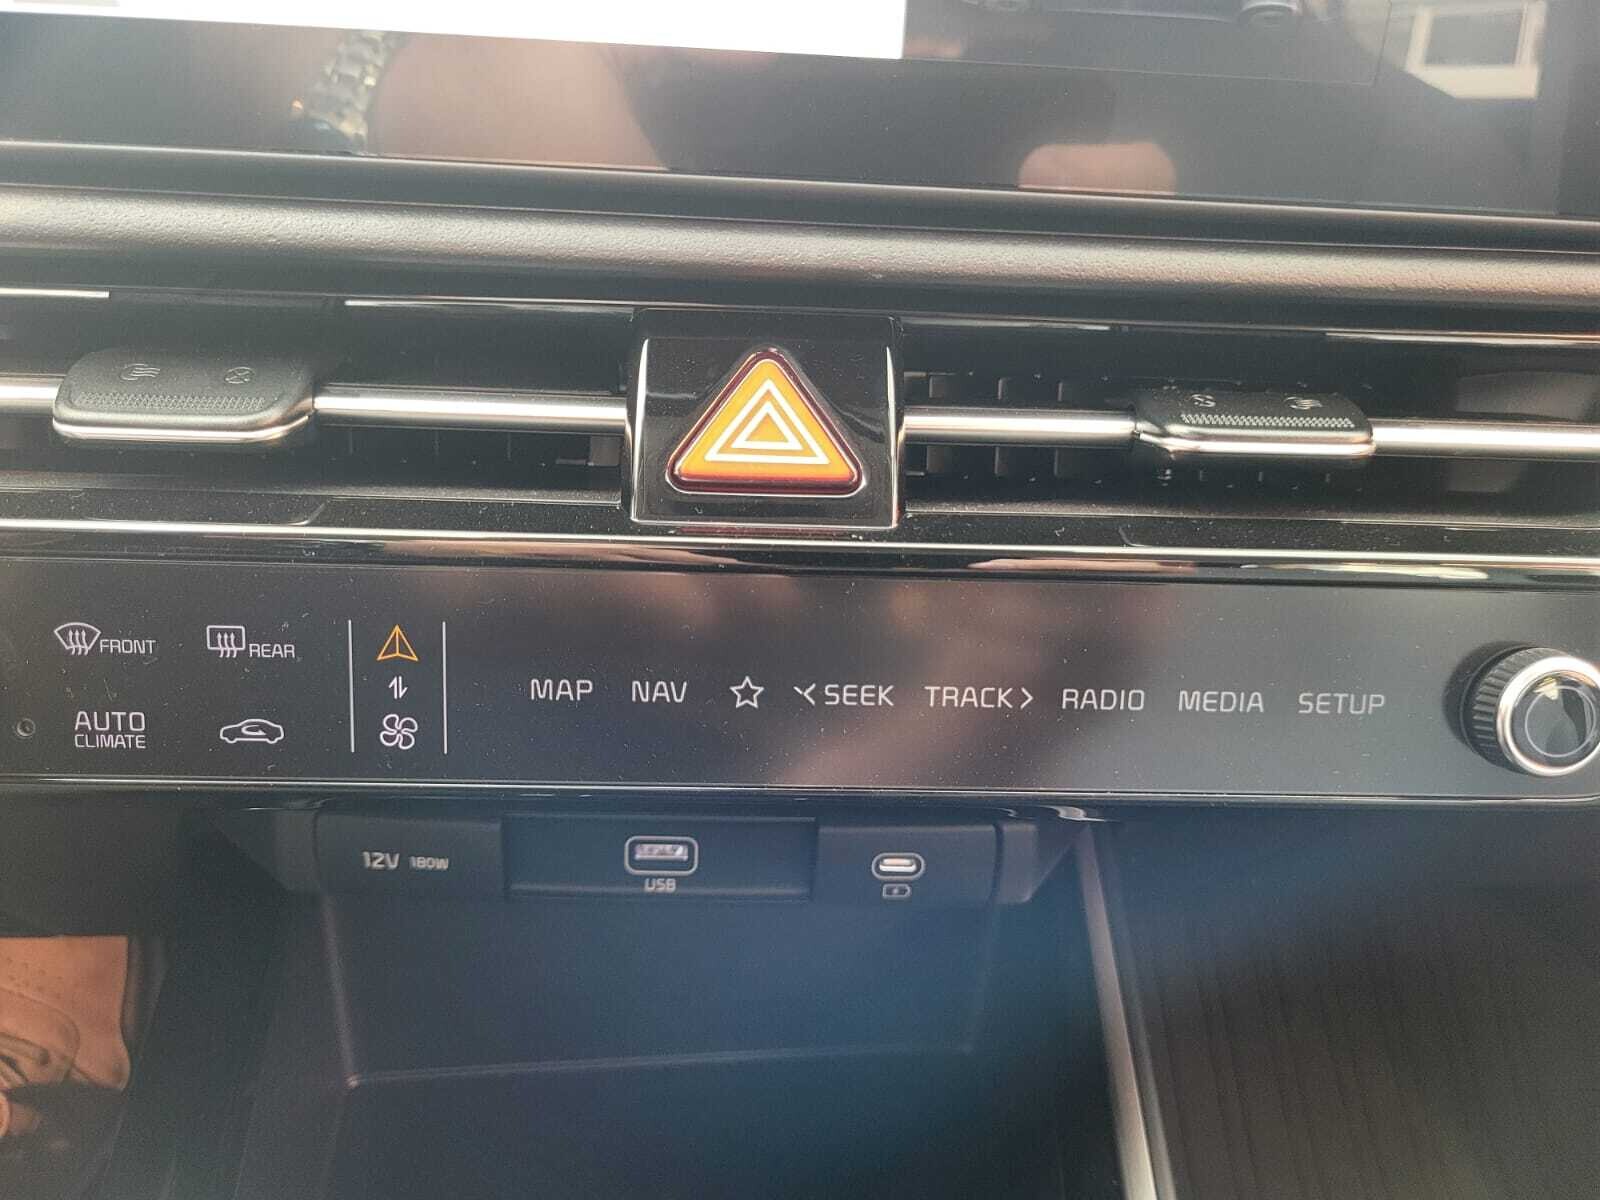 FRONT
REAR
AUTO
CLIMATE
MAP NAV SEEK TRACK RADIO MEDIA SETUP
12V 180W
USB